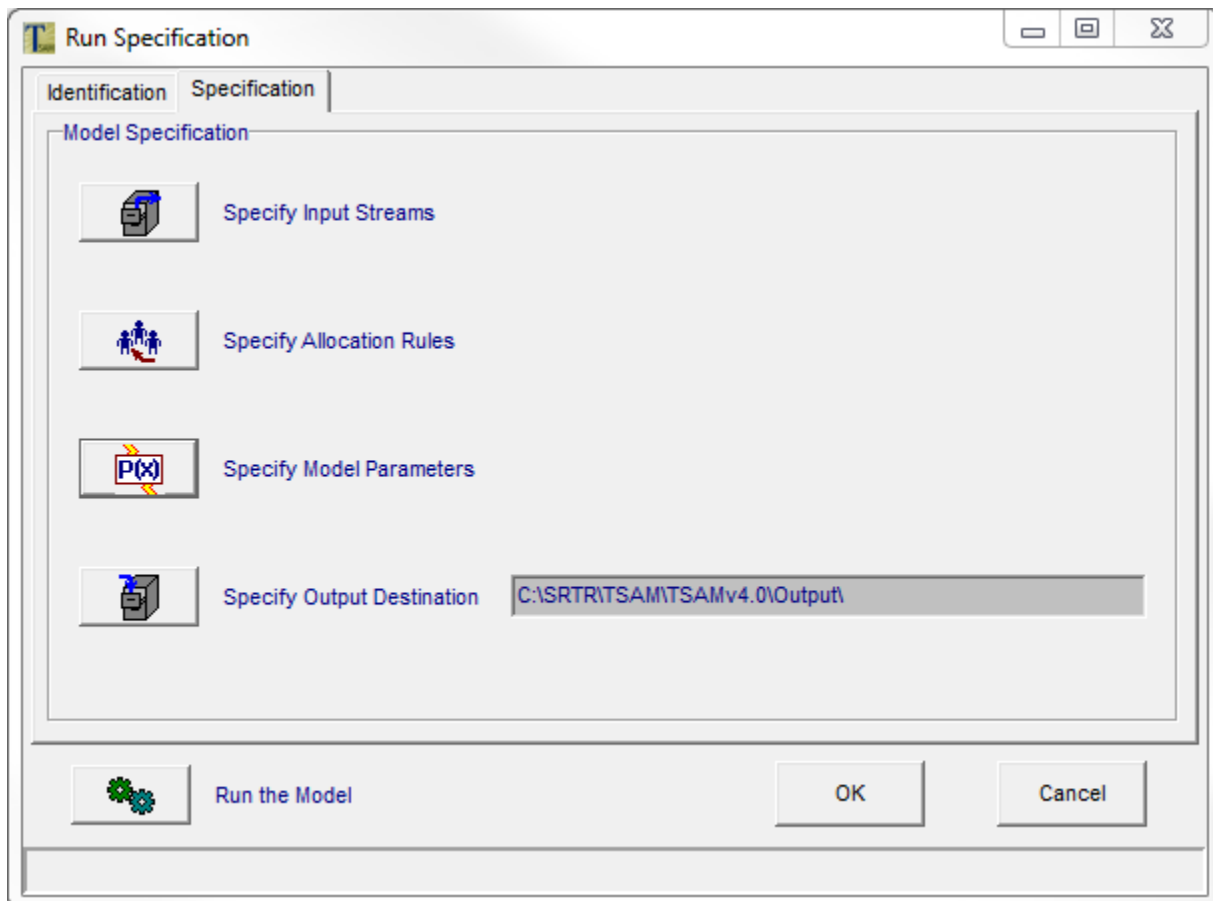 Run Specification
Identification
Specification
Model Specification
Specify Input Streams
Specify Allocation Rules
P(x)
Specify Model Parameters
Specify Output Destination
C:\SRTR\TSAM\TSAMv4.0\Output\
Run the Model
OK
Cancel